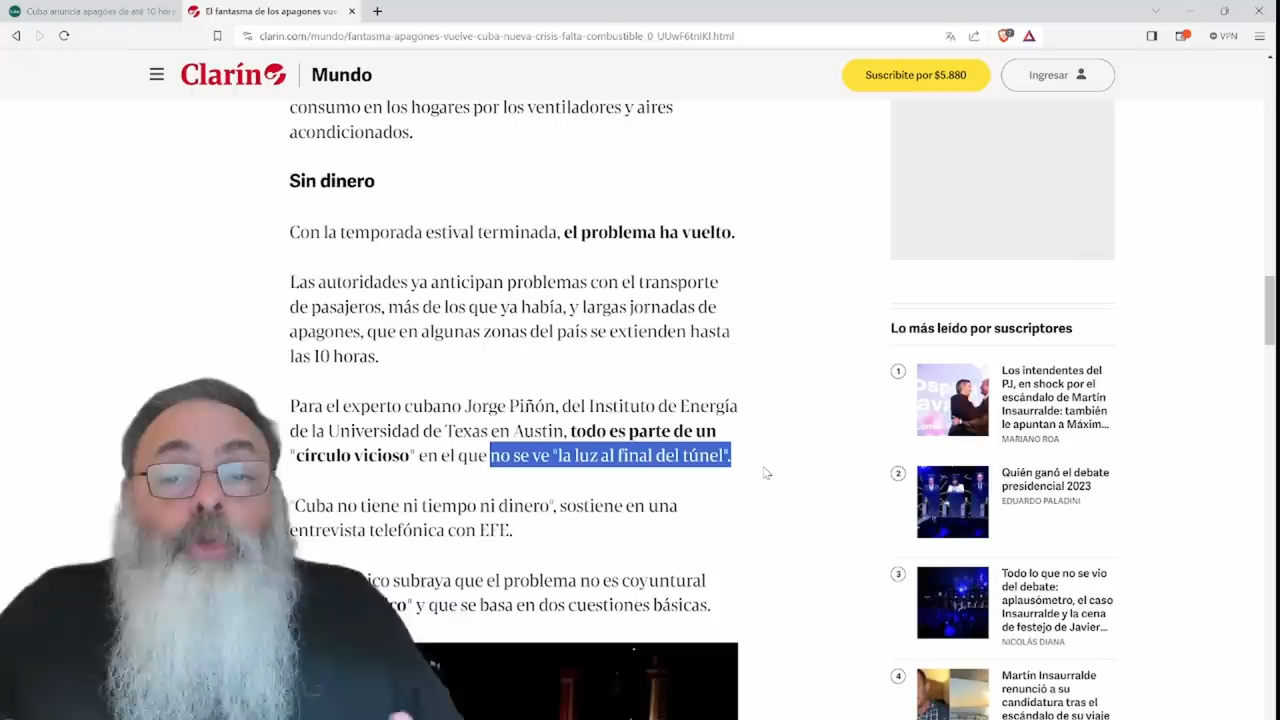 Cuba anuncia apagões de até 10 hora
El fantasma de los apagones vue
clarin.com/mundo/fantasma-apagones-vuelve-cuba-nueva-crisis-falta-combustible_0_UUwF6tnIKl.html
VPN
Clarín
Mundo
Suscribite por $5.880
Ingresar
consumo en los hogares por los ventiladores y aires
acondicionados.
Sin dinero
Con la temporada estival terminada, el problema ha vuelto.
Las autoridades ya anticipan problemas con el transporte
de pasajeros, más de los que ya había, y largas jornadas de
apagones, que en algunas zonas del país se extienden hasta
las 10 horas.
Para el experto cubano Jorge Piñón, del Instituto de Energía
de la Universidad de Texas en Austin, todo es parte de un
"círculo vicioso" en el que no se ve "la luz al final del túnel".
"Cuba no tiene ni tiempo ni dinero", sostiene en una
entrevista telefónica con EFE.
ico subraya que el problema no es coyuntural
co" y que se basa en dos cuestiones básicas.
Lo más leído por suscriptores
1
Los intendentes del
PJ, en shock por el
escándalo de Martín
Insaurralde: también
le apuntan a Máxim...
MARIANO ROA
2
Quién ganó el debate
presidencial 2023
EDUARDO PALADINI
3
Todo lo que no se vio
del debate:
aplausómetro, el caso
Insaurralde y la cena
de festejo de Javier...
NICOLÁS DIANA
4
Martín Insaurralde
renunció a su
candidatura tras el
escándalo de su viaje